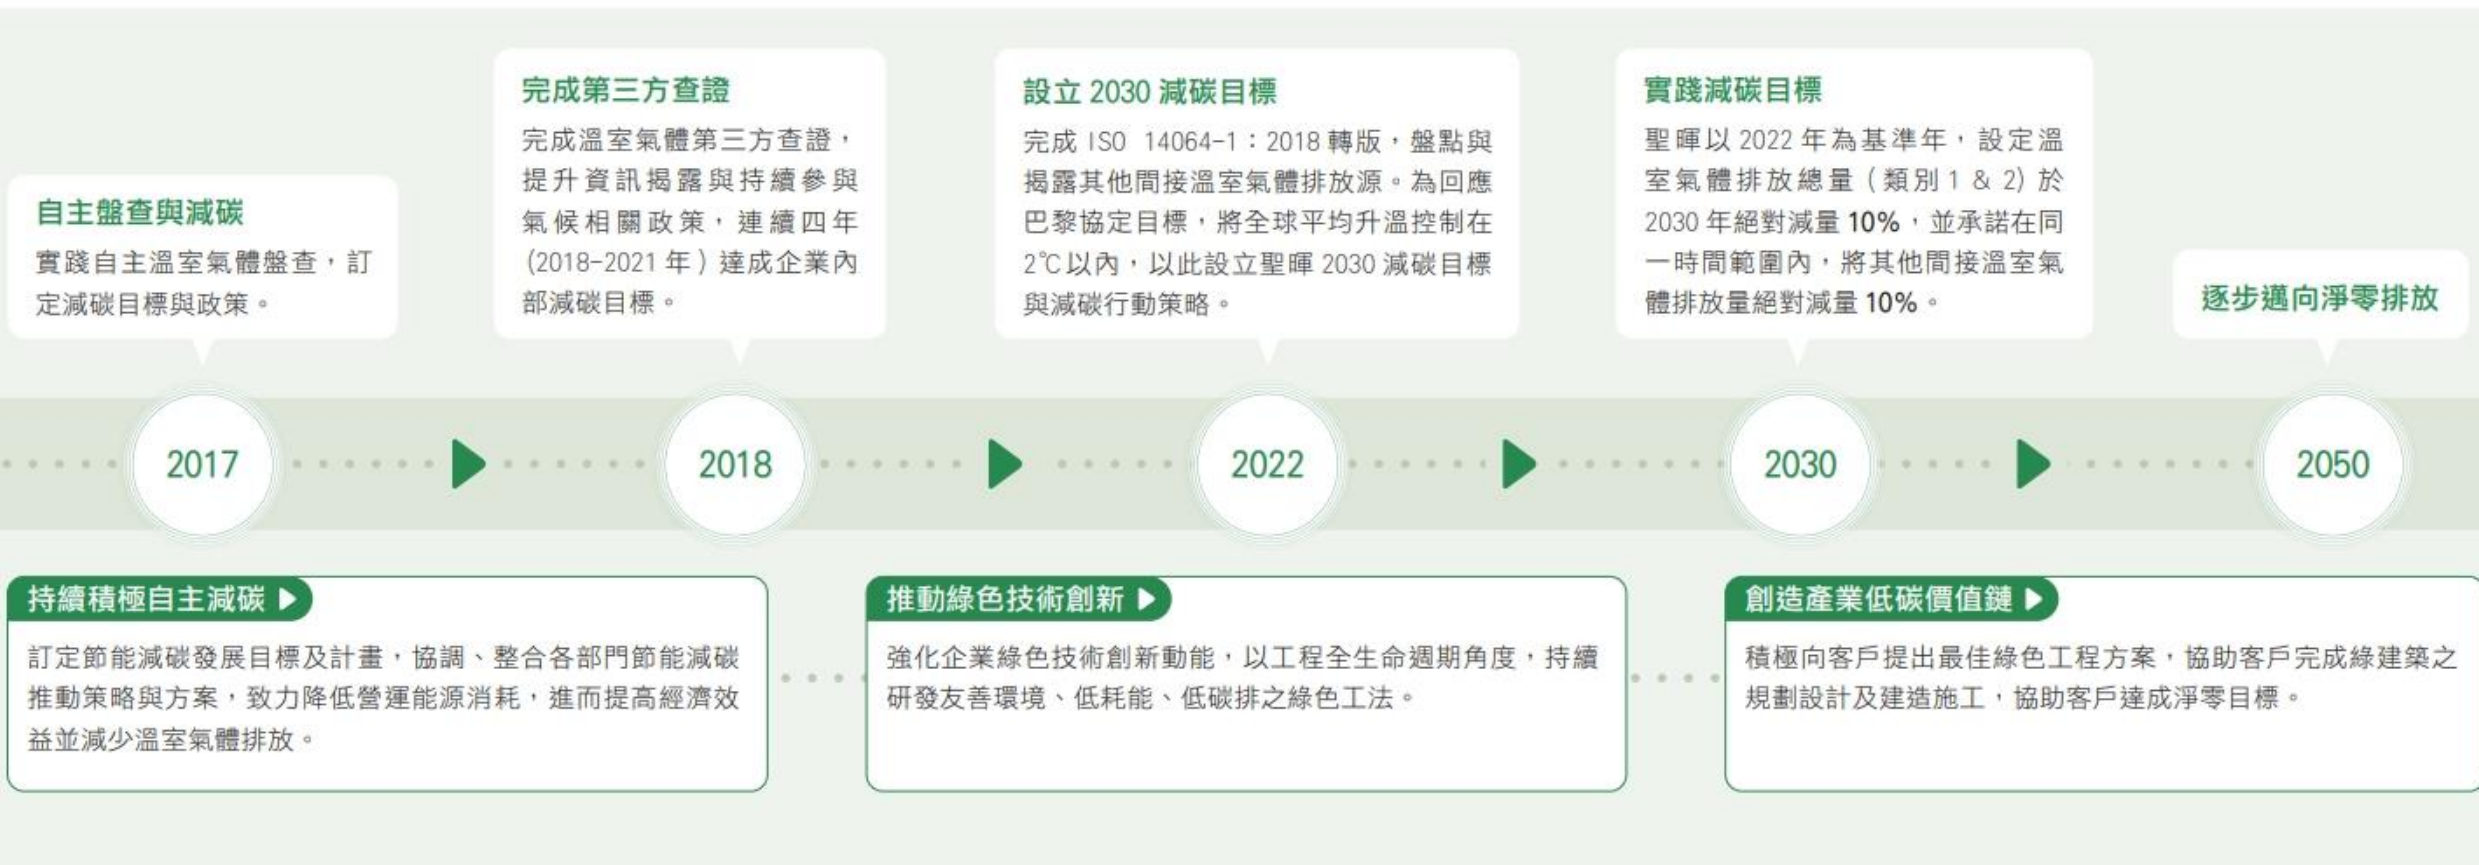 自主盤查與減碳
實踐自主溫室氣體盤查，訂
定減碳目標與政策。
完成第三方查證
完成溫室氣體第三方查證，
提升資訊揭露與持續參與
氣候相關政策，連續四年
(2018-2021 年) 達成企業內
部減碳目標。
設立 2030 減碳目標
完成 ISO 14064-1：2018 轉版，盤點與
揭露其他間接溫室氣體排放源。為回應
巴黎協定目標，將全球平均升溫控制在
2℃以內，以此設立聖暉 2030 減碳目標
與減碳行動策略。
實踐減碳目標
聖暉以 2022 年為基準年，設定溫
室氣體排放總量 (類別 1 & 2) 於
2030 年絕對減量 10%，並承諾在同
一時間範圍內，將其他間接溫室氣
體排放量絕對減量 10%。
逐步邁向淨零排放
2017
2018
2022
2030
2050
持續積極自主減碳
訂定節能減碳發展目標及計畫，協調、整合各部門節能減碳
推動策略與方案，致力降低營運能源消耗，進而提高經濟效
益並減少溫室氣體排放。
推動綠色技術創新
強化企業綠色技術創新動能，以工程全生命週期角度，持續
研發友善環境、低耗能、低碳排之綠色工法。
創造產業低碳價值鏈
積極向客戶提出最佳綠色工程方案，協助客戶完成綠建築之
規劃設計及建造施工，協助客戶達成淨零目標。